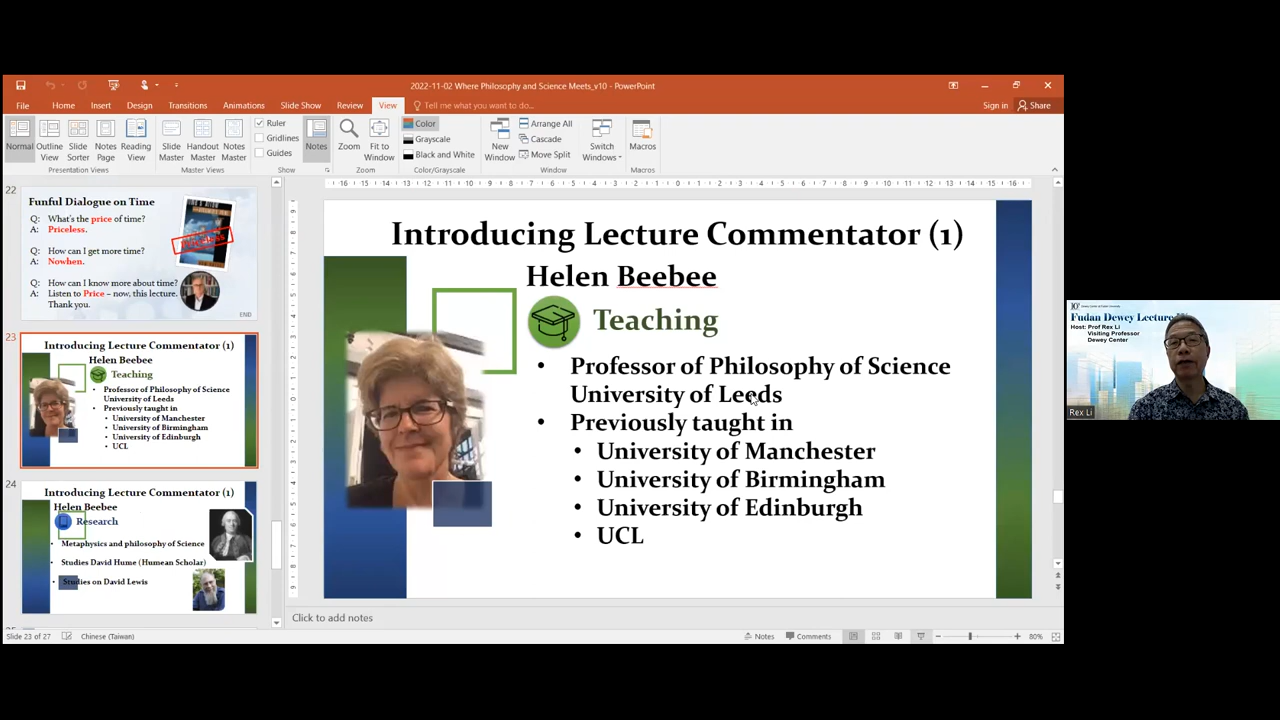 2022-11-02 Where Philosophy and Science Meets_v10 - PowerPoint
File Home Insert Design Transitions Animations Slide Show Review View Tell me what you want to do... Sign in Share
Normal
Outline View
Slide Sorter
Notes Page
Reading View
Presentation Views
Slide Master
Handout Master
Notes Master
Master Views
Ruler
Gridlines
Guides
Show
Notes
Zoom
Fit to Window
Zoom
Color
Grayscale
Black and White
Color/Grayscale
New Window
Arrange All
Cascade
Move Split
Switch Windows
Window
Macros
Macros
22
Funful Dialogue on Time
Q: What's the price of time?
A: Priceless.
Q: How can I get more time?
A: Nowhen.
Q: How can I know more about time?
A: Listen to Price – now, this lecture.
Thank you.
END
23
Introducing Lecture Commentator (1)
Helen Beebee
Teaching
• Professor of Philosophy of Science
University of Leeds
• Previously taught in
• University of Manchester
• University of Birmingham
• University of Edinburgh
• UCL
24
Introducing Lecture Commentator (1)
Helen Beebee
Research
• Metaphysics and philosophy of Science
• Studies David Hume (Humean Scholar)
• Studies on David Lewis
Introducing Lecture Commentator (1)
Helen Beebee
Teaching
• Professor of Philosophy of Science
University of Leeds
• Previously taught in
• University of Manchester
• University of Birmingham
• University of Edinburgh
• UCL
Click to add notes
Slide 23 of 27 Chinese (Taiwan) Notes Comments 80%
Fudan Dewey Lecture
Host: Prof Rex Li
Visiting Professor
Dewey Center
Rex Li